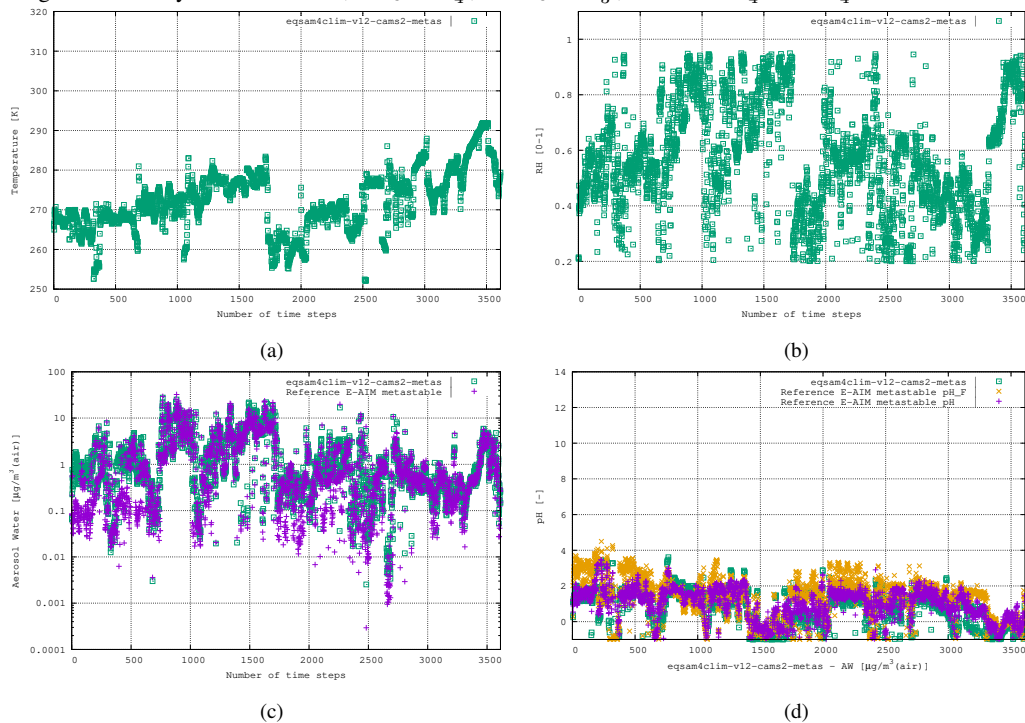 320
310
300
290
280
270
260
250
Temperature [K]
eqsam4clim-v12-cams2-metas |
0 500 1000 1500 2000 2500 3000 3500
Number of time steps
(a)
1
0.8
0.6
0.4
0.2
RH [0-1]
eqsam4clim-v12-cams2-metas |
0 500 1000 1500 2000 2500 3000 3500
Number of time steps
(b)
100
10
1
0.1
0.01
0.001
0.0001
Aerosol Water [µg/m³(air)]
eqsam4clim-v12-cams2-metas |
Reference E-AIM metastable |
0 500 1000 1500 2000 2500 3000 3500
Number of time steps
(c)
14
12
10
8
6
4
2
0
pH [-]
eqsam4clim-v12-cams2-metas |
Reference E-AIM metastable pH_F |
Reference E-AIM metastable pH |
0 500 1000 1500 2000 2500 3000 3500
eqsam4clim-v12-cams2-metas - AW [µg/m³(air)]
(d)